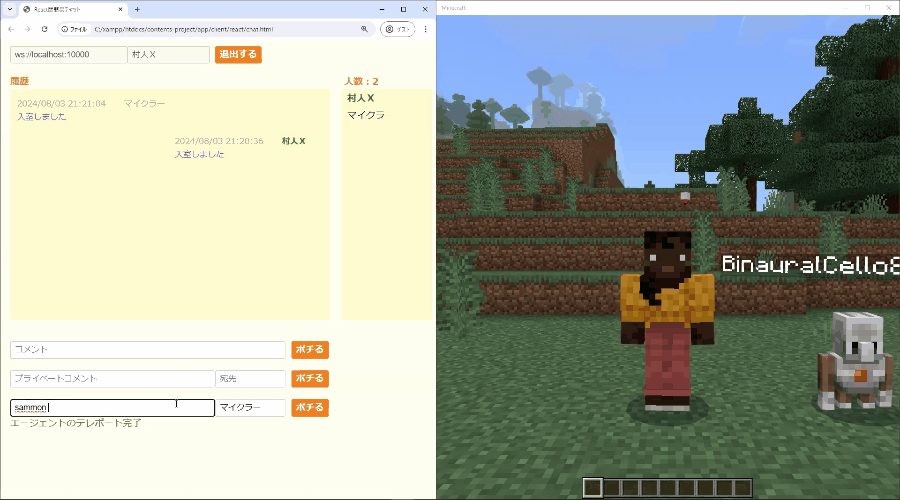 React応答チャット
ファイル
C:/xampp/htdocs/contents-project/app/client/react/chat.html
ゲスト
ws://localhost:10000
村人X
退出する
履歴
人数：2
2024/08/03 21:21:04 マイクラー
入室しました
2024/08/03 21:20:36 村人X
入室しました
村人X
マイクラ
コメント
ポチる
プライベートコメント
宛先
ポチる
sammon
マイクラー
ポチる
エージェントのテレポート完了
Minecraft
BinauralCello8